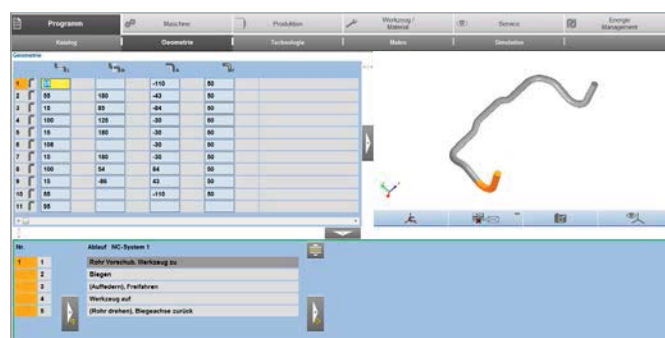 Programm Maschine Produktion Werkzeug / Material Service Energie Management
Katalog Geometrie Technologie Makro Simulation
Geometrie
1 -110 50
2 55 180 -43 50
3 15 85 -84 50
4 100 125 -30 50
5 15 180 -30 50
6 108 -30 50
7 15 180 -30 50
8 100 54 64 50
9 15 -86 43 50
10 55 -110 50
11 95
Nr. Ablauf NC-System 1
1 1 Rohr Vorschub, Werkzeug zu
2 Biegen
3 (Auffedern), Freifahren
4 Werkzeug auf
5 (Rohr drehen), Biegeachse zurück